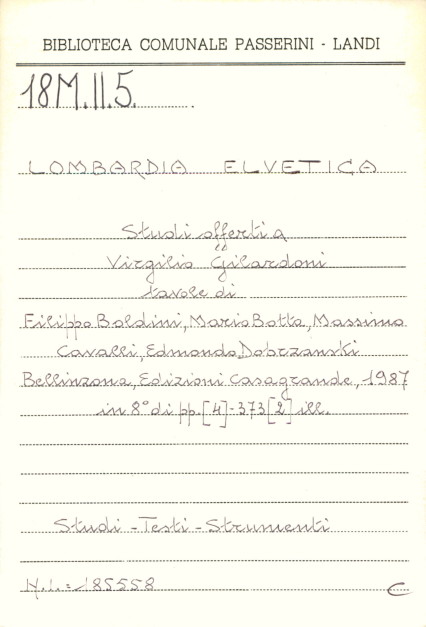 BIBLIOTECA COMUNALE PASSERINI - LANDI
18M.II.5.
LOMBARDIA ELVETICA
Studi offerti a
ed
Virgilio Gilardoni
tavole di
Filippo Boldini, Mario Botta, Massimo
Cavalli, Edmondo Dobrzanski
Bellinzona, Edizioni Casagrande, 1987
in 8° di pp. [4]-373[2] ill.
Studi - Testi - Strumenti
N.i.=185558
C